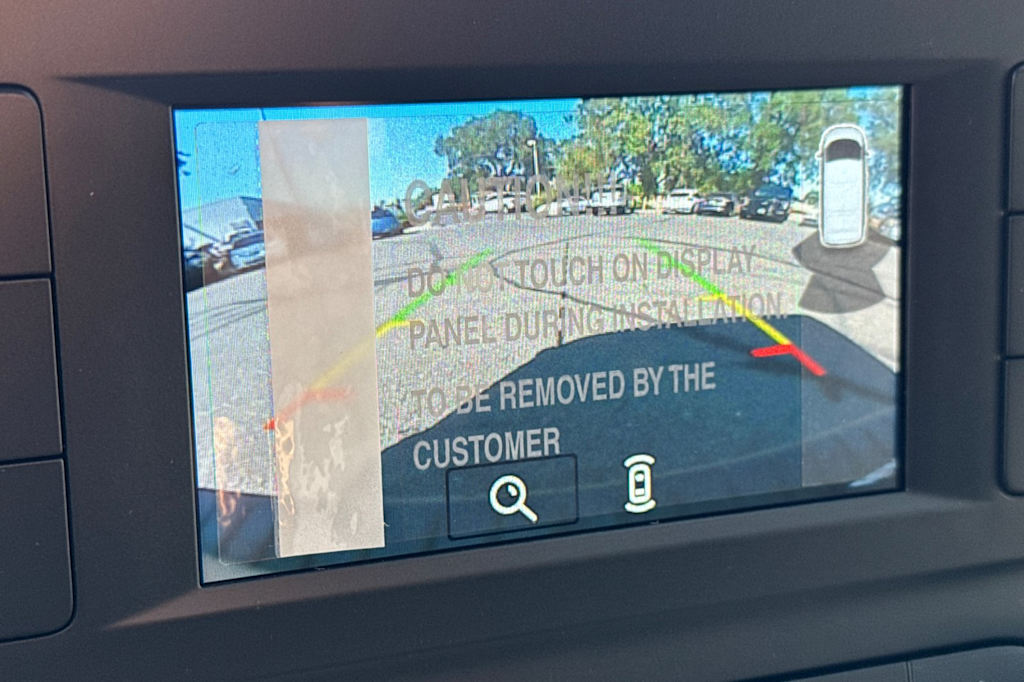 CAUTION!!!
DO NOT TOUCH ON DISPLAY
PANEL DURING INSTALLATION.
TO BE REMOVED BY THE
CUSTOMER